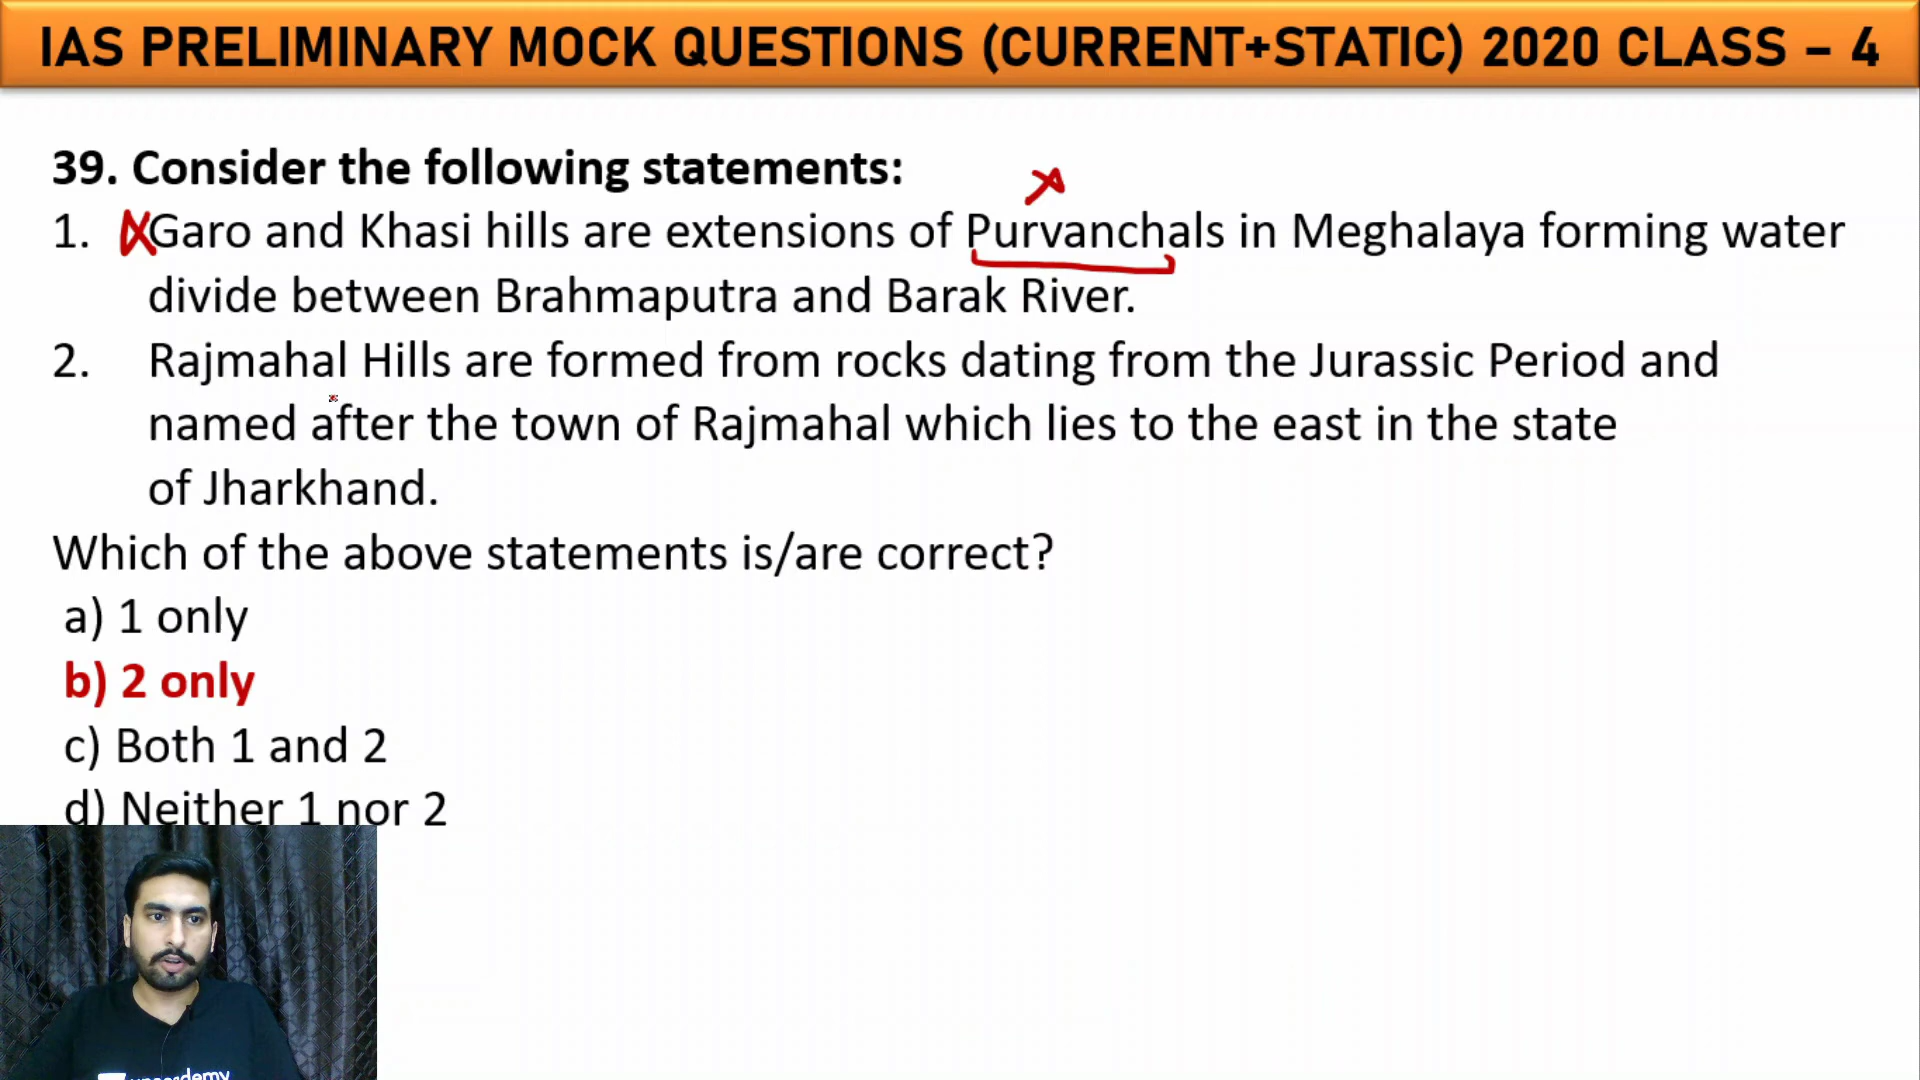 IAS PRELIMINARY MOCK QUESTIONS (CURRENT+STATIC) 2020 CLASS – 4
39. Consider the following statements:
1. Garo and Khasi hills are extensions of Purvanchals in Meghalaya forming water
divide between Brahmaputra and Barak River.
2. Rajmahal Hills are formed from rocks dating from the Jurassic Period and
named after the town of Rajmahal which lies to the east in the state
of Jharkhand.
Which of the above statements is/are correct?
a) 1 only
b) 2 only
c) Both 1 and 2
d) Neither 1 nor 2